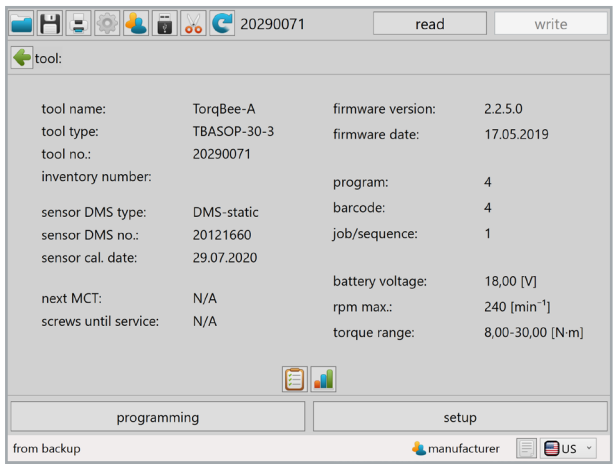 20290071 read write
tool:
tool name: TorqBee-A
tool type: TBASOP-30-3
tool no.: 20290071
inventory number:
sensor DMS type: DMS-static
sensor DMS no.: 20121660
sensor cal. date: 29.07.2020
next MCT: N/A
screws until service: N/A
firmware version: 2.2.5.0
firmware date: 17.05.2019
program: 4
barcode: 4
job/sequence: 1
battery voltage: 18,00 [V]
rpm max.: 240 [min⁻¹]
torque range: 8,00-30,00 [N·m]
programming setup
from backup manufacturer US